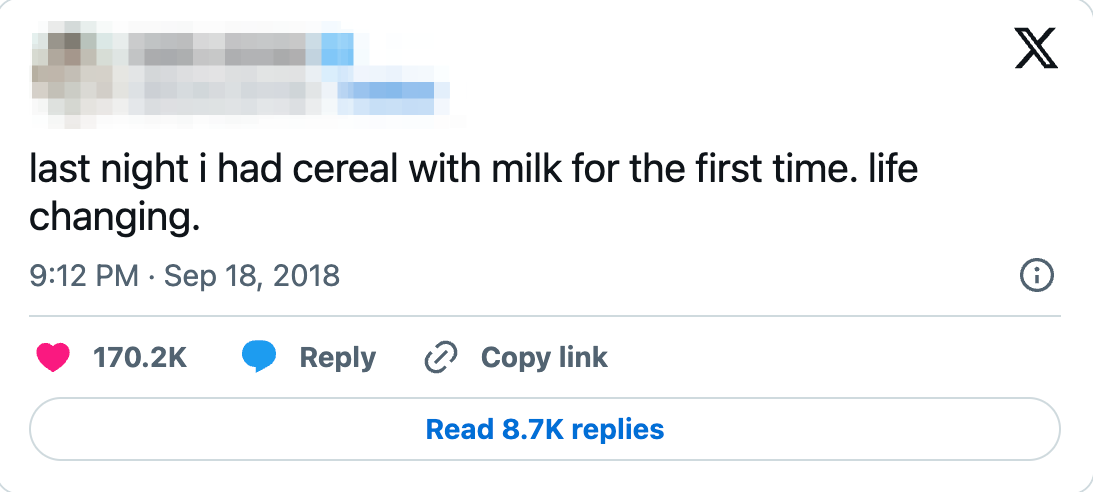 last night i had cereal with milk for the first time. life
changing.
9:12 PM · Sep 18, 2018
170.2K Reply Copy link
Read 8.7K replies